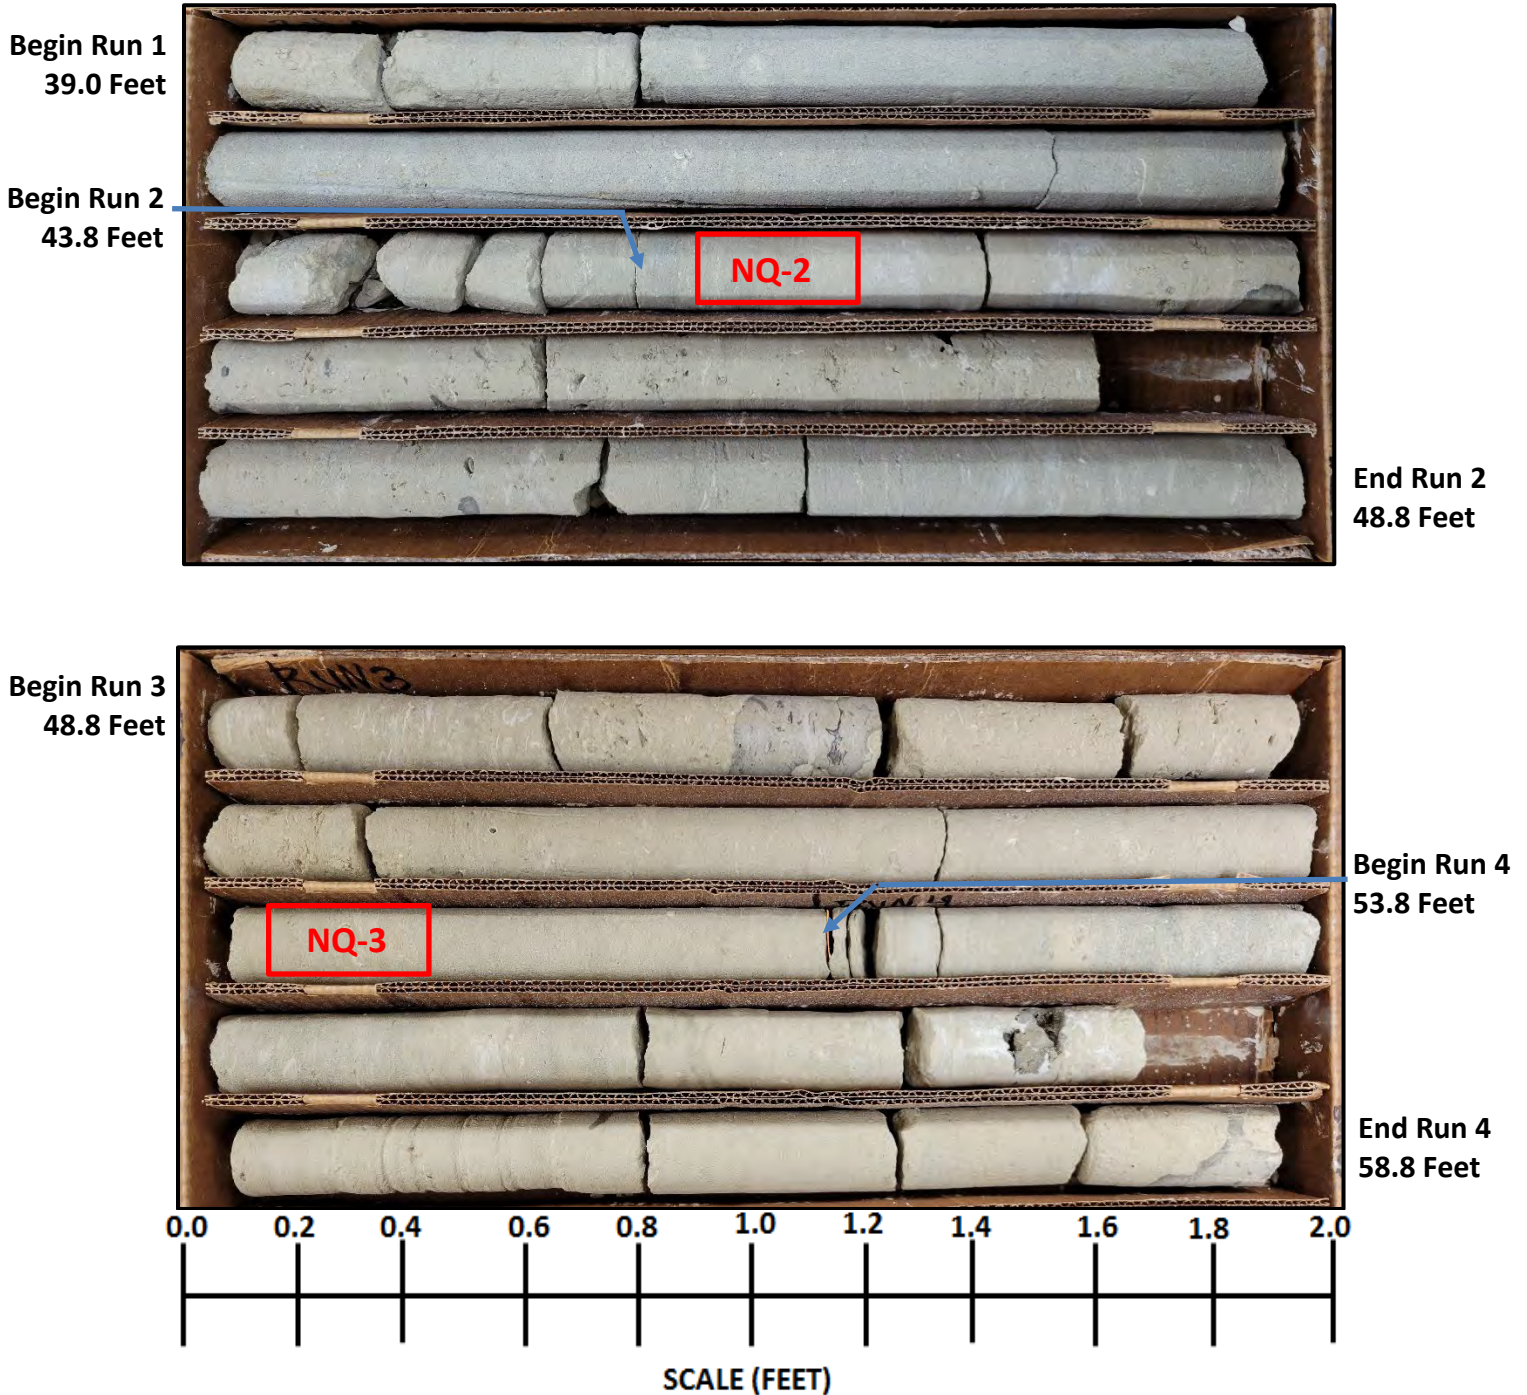 Begin Run 1
39.0 Feet
Begin Run 2
43.8 Feet
NQ-2
End Run 2
48.8 Feet
RUN3
Begin Run 3
48.8 Feet
Begin Run 4
53.8 Feet
NQ-3
End Run 4
58.8 Feet
0.0 0.2 0.4 0.6 0.8 1.0 1.2 1.4 1.6 1.8 2.0
SCALE (FEET)